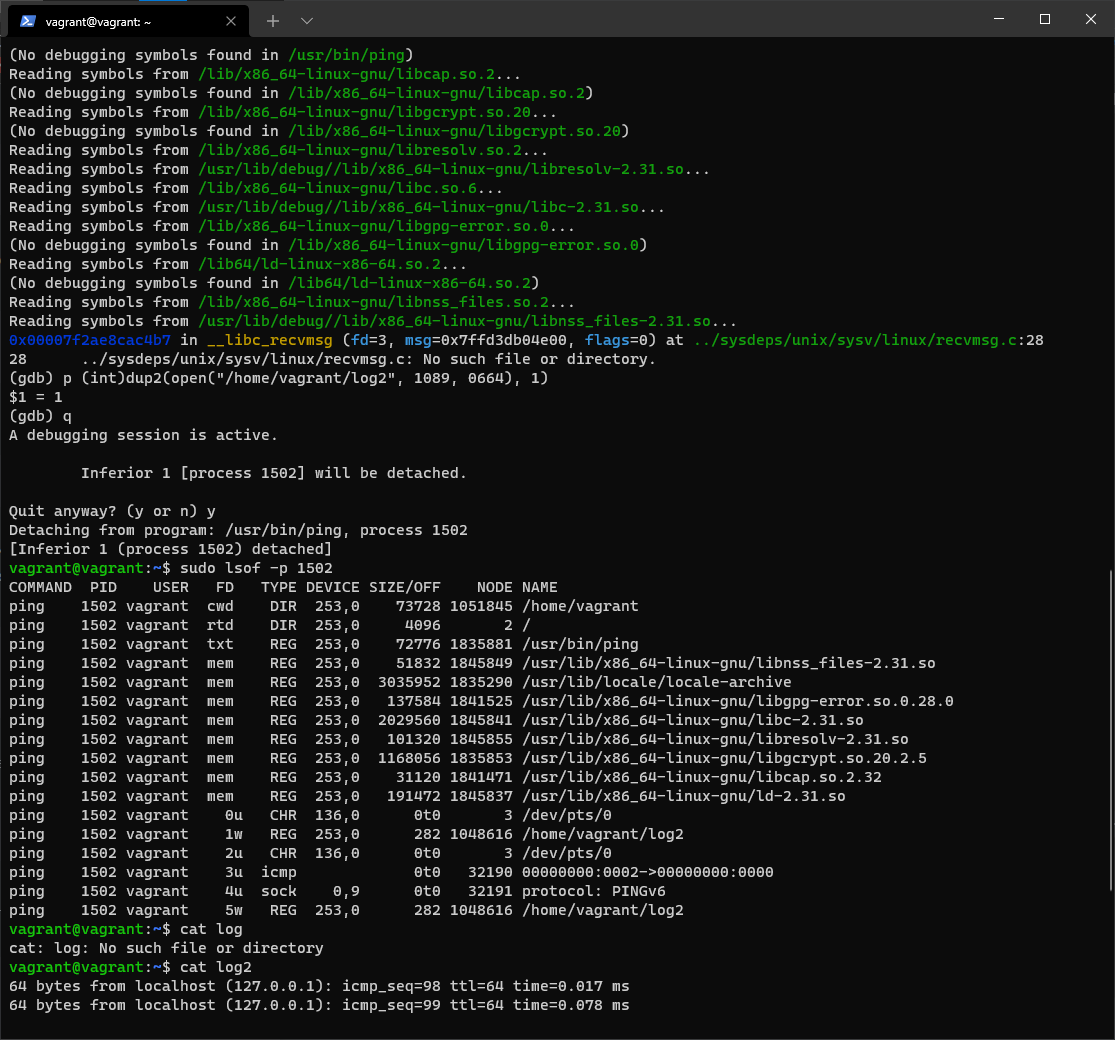 vagrant@vagrant: ~
(No debugging symbols found in /usr/bin/ping)
Reading symbols from /lib/x86_64-linux-gnu/libcap.so.2...
(No debugging symbols found in /lib/x86_64-linux-gnu/libcap.so.2)
Reading symbols from /lib/x86_64-linux-gnu/libgcrypt.so.20...
(No debugging symbols found in /lib/x86_64-linux-gnu/libgcrypt.so.20)
Reading symbols from /lib/x86_64-linux-gnu/libresolv.so.2...
Reading symbols from /usr/lib/debug//lib/x86_64-linux-gnu/libresolv-2.31.so...
Reading symbols from /lib/x86_64-linux-gnu/libc.so.6...
Reading symbols from /usr/lib/debug//lib/x86_64-linux-gnu/libc-2.31.so...
Reading symbols from /lib/x86_64-linux-gnu/libgpg-error.so.0...
(No debugging symbols found in /lib/x86_64-linux-gnu/libgpg-error.so.0)
Reading symbols from /lib64/ld-linux-x86-64.so.2...
(No debugging symbols found in /lib64/ld-linux-x86-64.so.2)
Reading symbols from /lib/x86_64-linux-gnu/libnss_files.so.2...
Reading symbols from /usr/lib/debug//lib/x86_64-linux-gnu/libnss_files-2.31.so...
0x00007f2ae8cac4b7 in __libc_recvmsg (fd=3, msg=0x7ffd3db04e00, flags=0) at ../sysdeps/unix/sysv/linux/recvmsg.c:28
28      ../sysdeps/unix/sysv/linux/recvmsg.c: No such file or directory.
(gdb) p (int)dup2(open("/home/vagrant/log2", 1089, 0664), 1)
$1 = 1
(gdb) q
A debugging session is active.
        Inferior 1 [process 1502] will be detached.
Quit anyway? (y or n) y
Detaching from program: /usr/bin/ping, process 1502
[Inferior 1 (process 1502) detached]
vagrant@vagrant:~$ sudo lsof -p 1502
COMMAND  PID    USER   FD   TYPE DEVICE SIZE/OFF    NODE NAME
ping    1502 vagrant  cwd    DIR  253,0    73728 1051845 /home/vagrant
ping    1502 vagrant  rtd    DIR  253,0     4096       2 /
ping    1502 vagrant  txt    REG  253,0    72776 1835881 /usr/bin/ping
ping    1502 vagrant  mem    REG  253,0    51832 1845849 /usr/lib/x86_64-linux-gnu/libnss_files-2.31.so
ping    1502 vagrant  mem    REG  253,0  3035952 1835290 /usr/lib/locale/locale-archive
ping    1502 vagrant  mem    REG  253,0   137584 1841525 /usr/lib/x86_64-linux-gnu/libgpg-error.so.0.28.0
ping    1502 vagrant  mem    REG  253,0  2029560 1845841 /usr/lib/x86_64-linux-gnu/libc-2.31.so
ping    1502 vagrant  mem    REG  253,0   101320 1845855 /usr/lib/x86_64-linux-gnu/libresolv-2.31.so
ping    1502 vagrant  mem    REG  253,0  1168056 1835853 /usr/lib/x86_64-linux-gnu/libgcrypt.so.20.2.5
ping    1502 vagrant  mem    REG  253,0    31120 1841471 /usr/lib/x86_64-linux-gnu/libcap.so.2.32
ping    1502 vagrant  mem    REG  253,0   191472 1845837 /usr/lib/x86_64-linux-gnu/ld-2.31.so
ping    1502 vagrant    0u   CHR  136,0      0t0       3 /dev/pts/0
ping    1502 vagrant    1w   REG  253,0      282 1048616 /home/vagrant/log2
ping    1502 vagrant    2u   CHR  136,0      0t0       3 /dev/pts/0
ping    1502 vagrant    3u  icmp             0t0   32190 00000000:0002->00000000:0000
ping    1502 vagrant    4u  sock    0,9      0t0   32191 protocol: PINGv6
ping    1502 vagrant    5w   REG  253,0      282 1048616 /home/vagrant/log2
vagrant@vagrant:~$ cat log
cat: log: No such file or directory
vagrant@vagrant:~$ cat log2
64 bytes from localhost (127.0.0.1): icmp_seq=98 ttl=64 time=0.017 ms
64 bytes from localhost (127.0.0.1): icmp_seq=99 ttl=64 time=0.078 ms